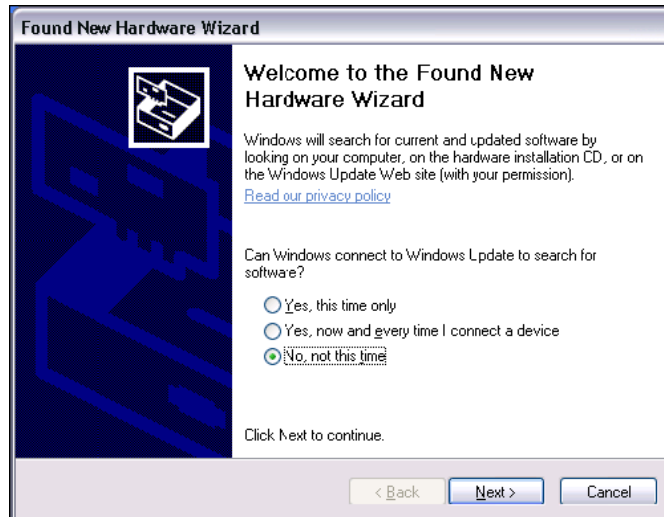 Found New Hardware Wizard
Welcome to the Found New
Hardware Wizard
Windows will search for current and updated software by
looking on your computer, on the hardware installation CD, or on
the Windows Update Web site (with your permission).
Read our privacy policy
Can Windows connect to Windows Update to search for
software?
Yes, this time only
Yes, now and every time I connect a device
No, not this time
Click Next to continue.
< Back
Next >
Cancel